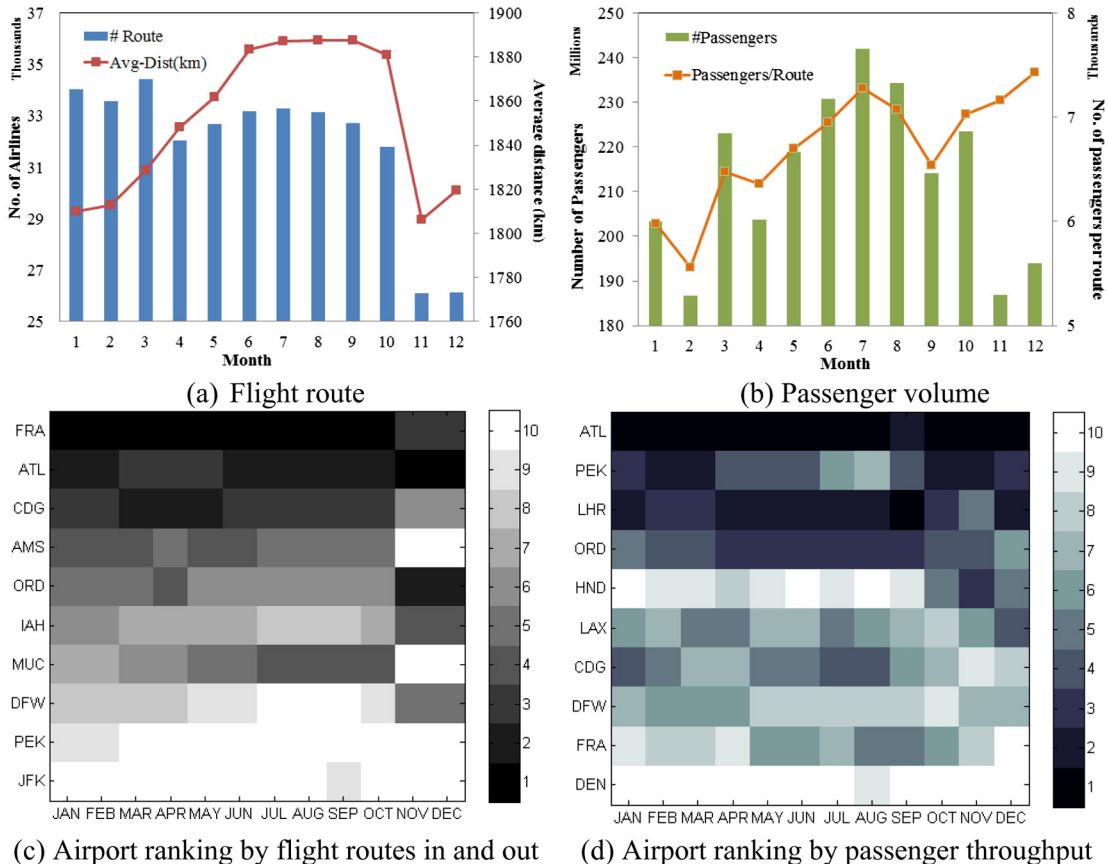 37
35
33
31
29
27
25
Thousands
No. of Airlines
# Route
Avg-Dist(km)
1900
1880
1860
1840
1820
1800
1780
1760
Average distance (km)
1 2 3 4 5 6 7 8 9 10 11 12
Month
(a) Flight route
250
240
230
220
210
200
190
180
Millions
Number of Passengers
#Passengers
Passengers/Route
8
7
6
5
Thousands
No. of passengers per route
1 2 3 4 5 6 7 8 9 10 11 12
Month
(b) Passenger volume
FRA
ATL
CDG
AMS
ORD
IAH
MUC
DFW
PEK
JFK
JAN FEB MAR APR MAY JUN JUL AUG SEP OCT NOV DEC
10
9
8
7
6
5
4
3
2
1
(c) Airport ranking by flight routes in and out
ATL
PEK
LHR
ORD
HND
LAX
CDG
DFW
FRA
DEN
JAN FEB MAR APR MAY JUN JUL AUG SEP OCT NOV DEC
10
9
8
7
6
5
4
3
2
1
(d) Airport ranking by passenger throughput